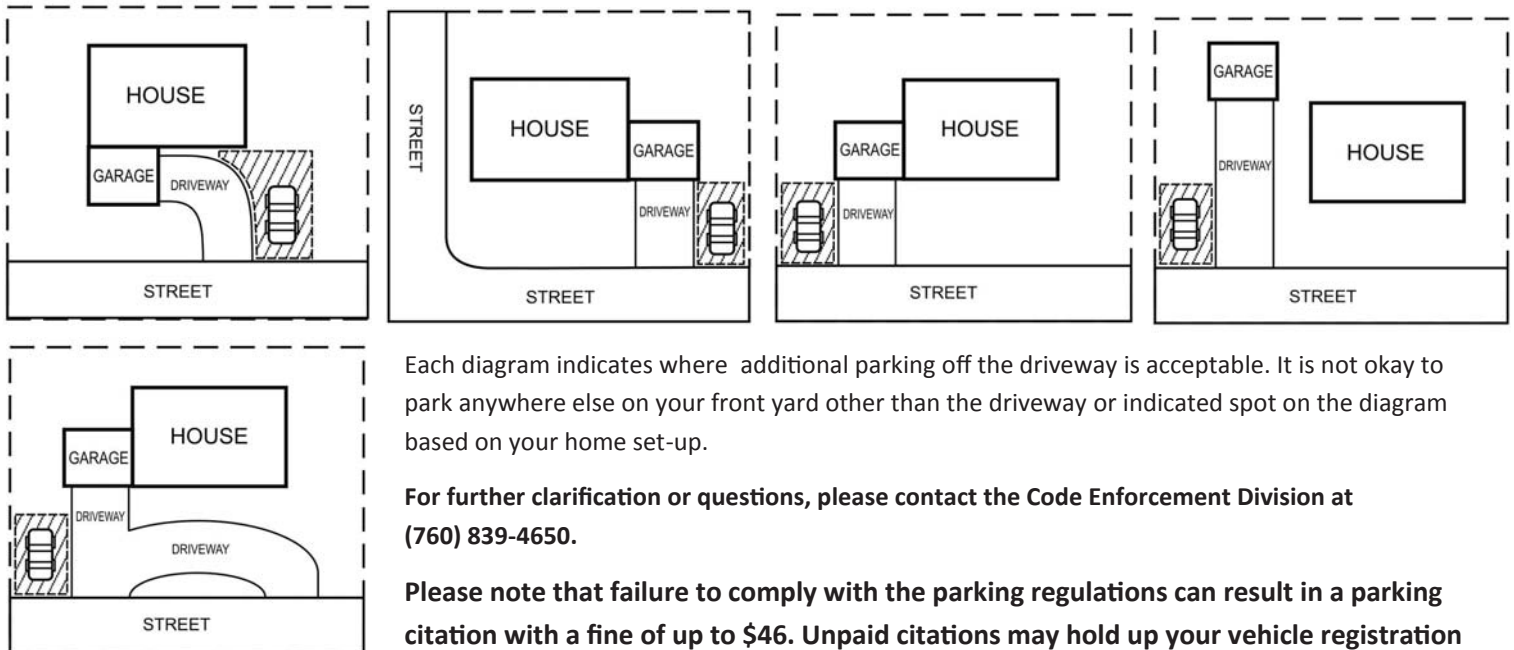 HOUSE
GARAGE
DRIVEWAY
STREET
STREET
HOUSE
GARAGE
DRIVEWAY
STREET
HOUSE
GARAGE
DRIVEWAY
STREET
GARAGE
HOUSE
DRIVEWAY
STREET
HOUSE
GARAGE
DRIVEWAY
DRIVEWAY
STREET
Each diagram indicates where additional parking off the driveway is acceptable. It is not okay to
park anywhere else on your front yard other than the driveway or indicated spot on the diagram
based on your home set-up.
For further clarification or questions, please contact the Code Enforcement Division at
(760) 839-4650.
Please note that failure to comply with the parking regulations can result in a parking
citation with a fine of up to $46. Unpaid citations may hold up your vehicle registration